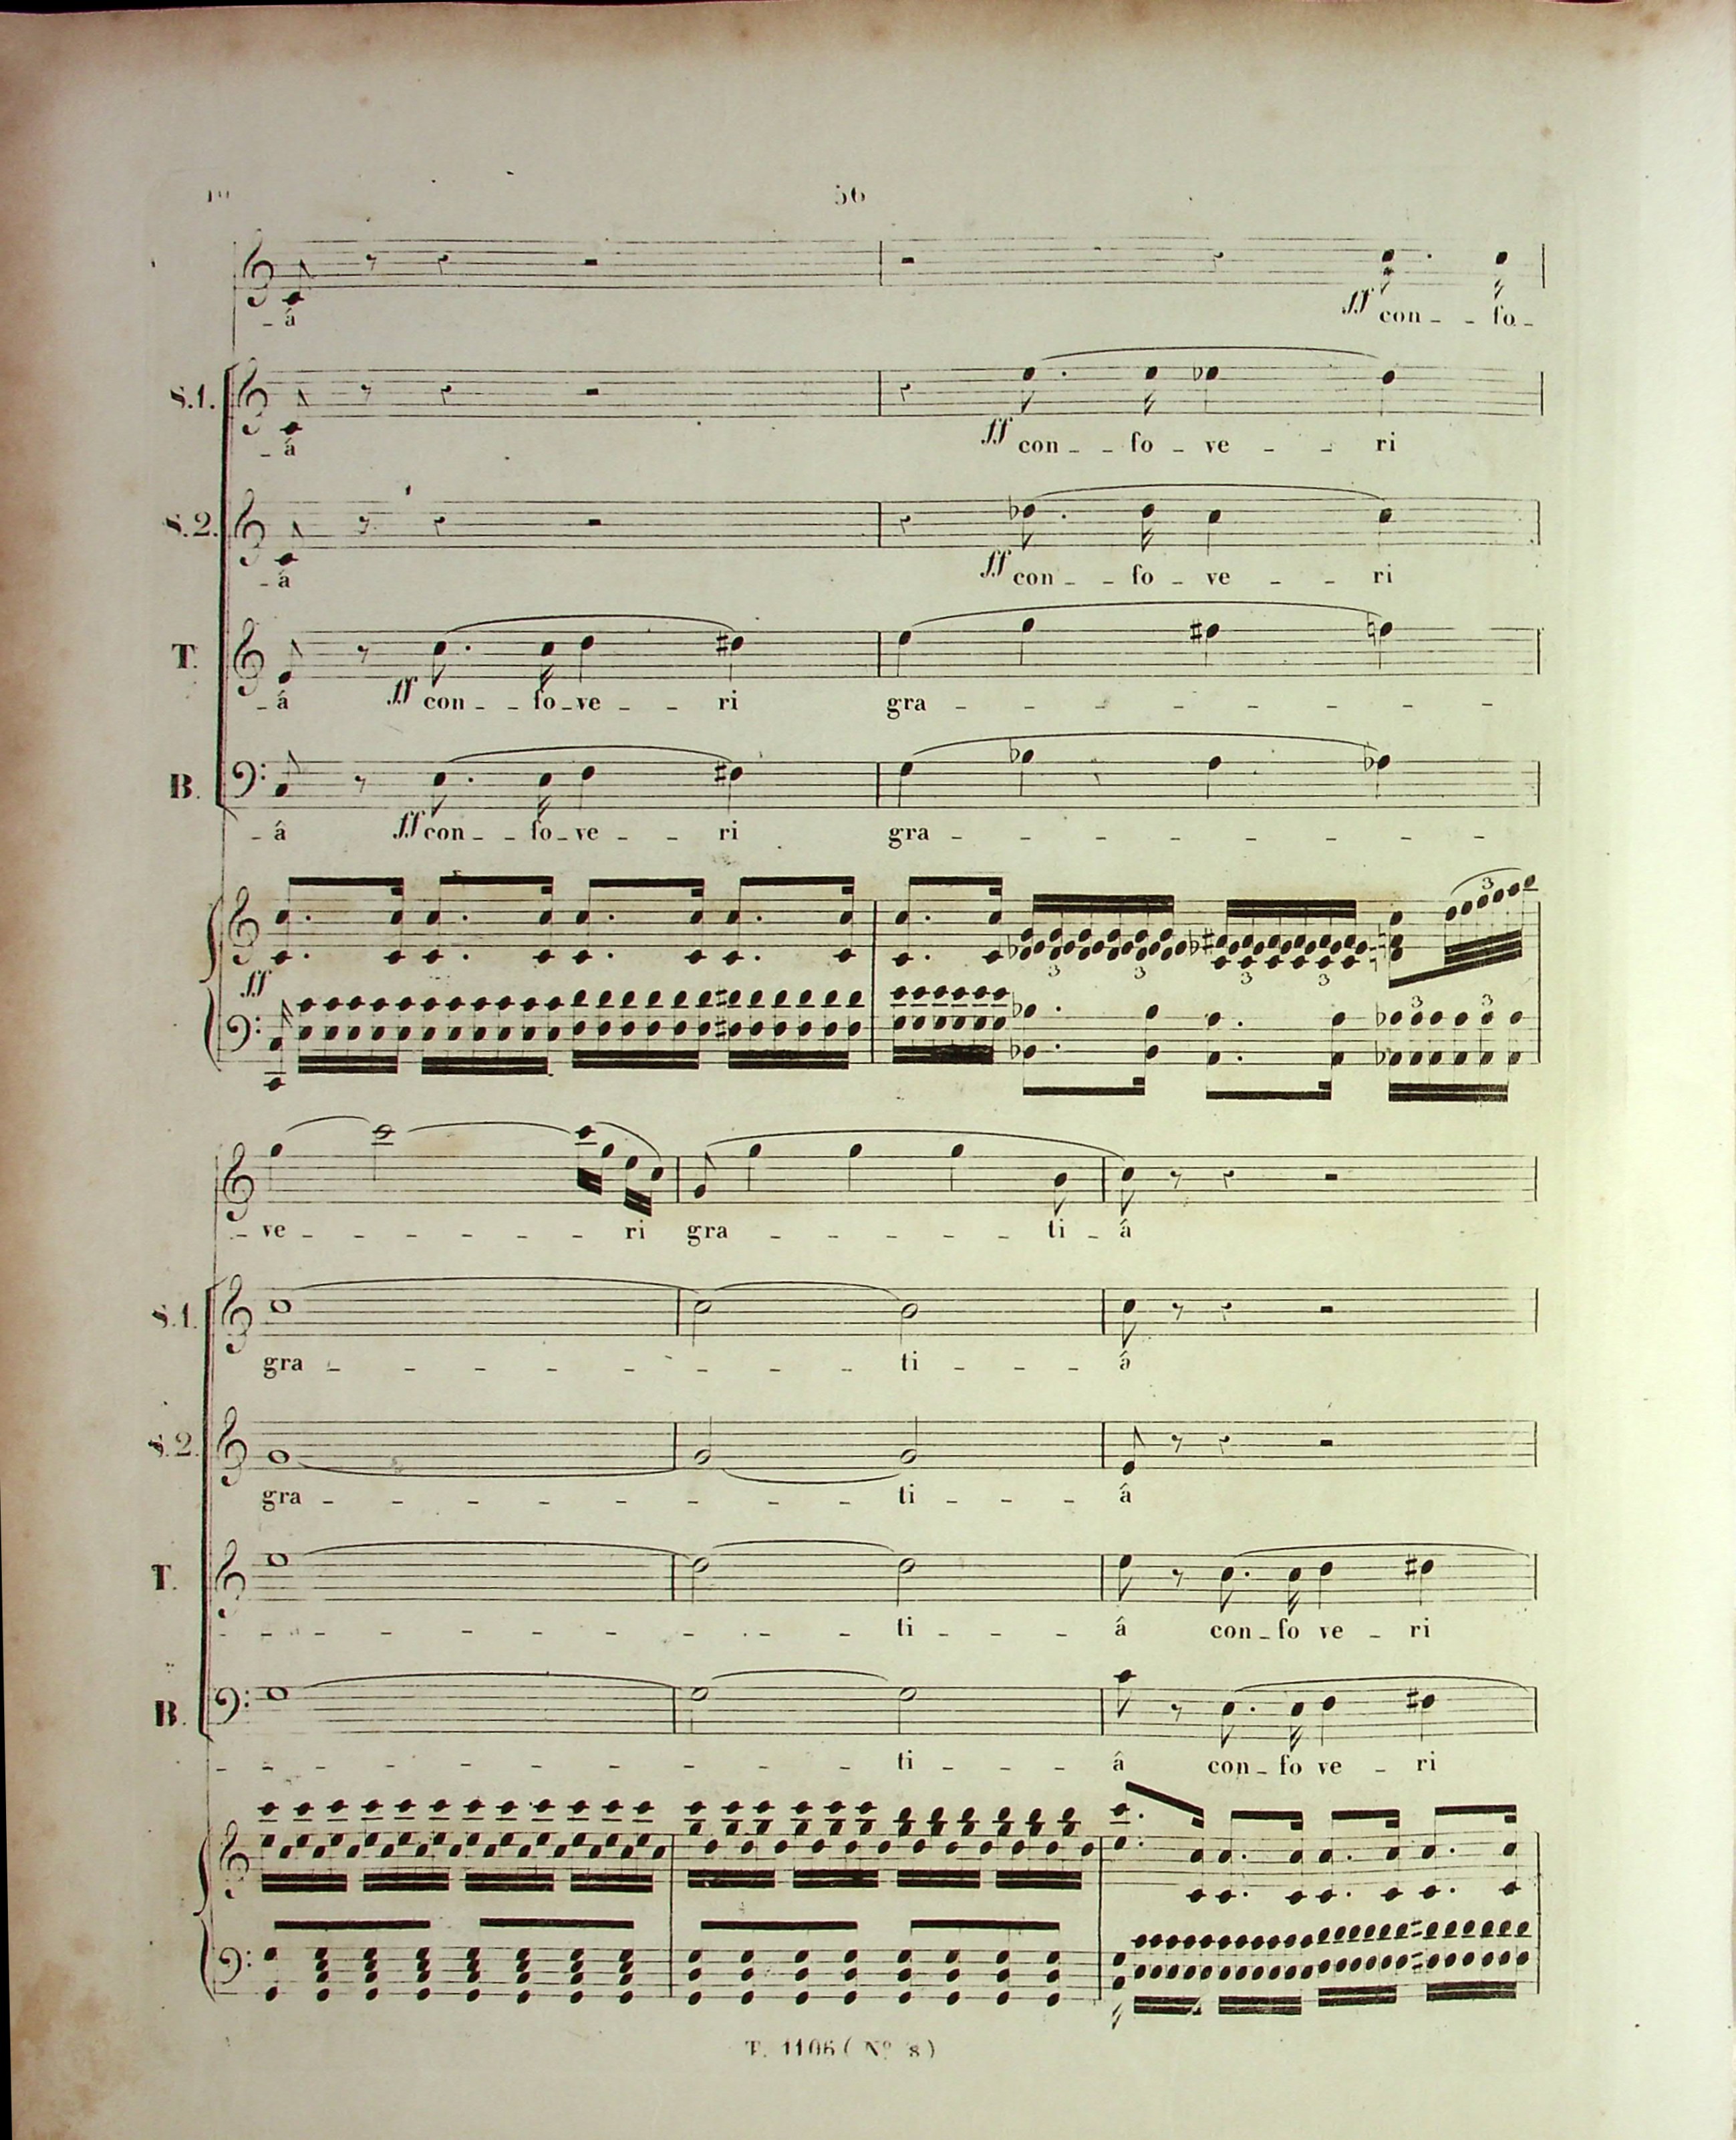 10 56
- á ff con - - fo -
S.1. - á ff con - - fo - ve - - ri
S.2. - á ff con - - fo - ve - - ri
T. - á ff con - - fo - ve - - ri gra - - - - - - -
B. - á ff con - - fo - ve - - ri gra - - - - - - -
3 3 3 3 3
ff
3 3
- ve - - - - - - ri gra - - - - ti - á
S.1. gra - - - - - - - - ti - - - á
S.2. gra - - - - - - - - ti - - - á
T. - - - - - - - - - ti - - - á con - fo ve - ri
B. - - - - - - - - - ti - - - á con - fo ve - ri
T. 1106 ( Nº 8 )